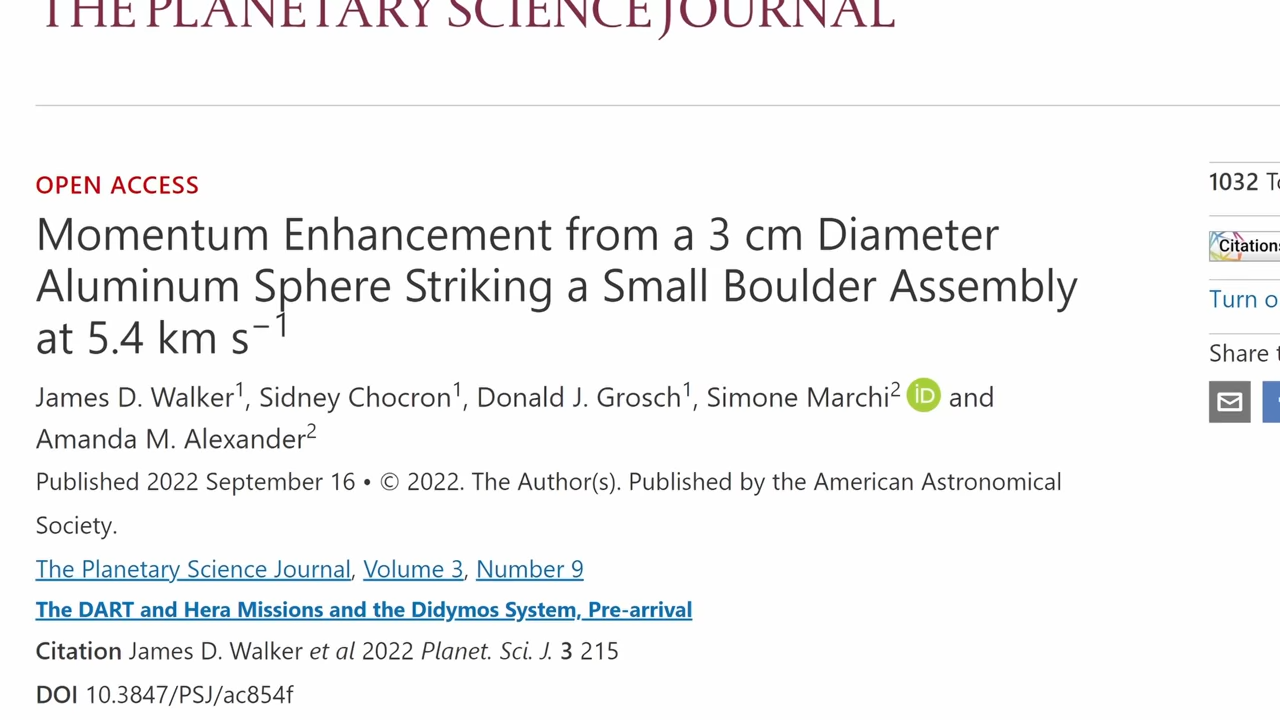 THE PLANETARY SCIENCE JOURNAL
OPEN ACCESS
Momentum Enhancement from a 3 cm Diameter
Aluminum Sphere Striking a Small Boulder Assembly
at 5.4 km s⁻¹
James D. Walker¹, Sidney Chocron¹, Donald J. Grosch¹, Simone Marchi² iD and
Amanda M. Alexander²
Published 2022 September 16 • © 2022. The Author(s). Published by the American Astronomical
Society.
The Planetary Science Journal, Volume 3, Number 9
The DART and Hera Missions and the Didymos System, Pre-arrival
Citation James D. Walker et al 2022 Planet. Sci. J. 3 215
DOI 10.3847/PSJ/ac854f
1032
Citations
Turn
Share